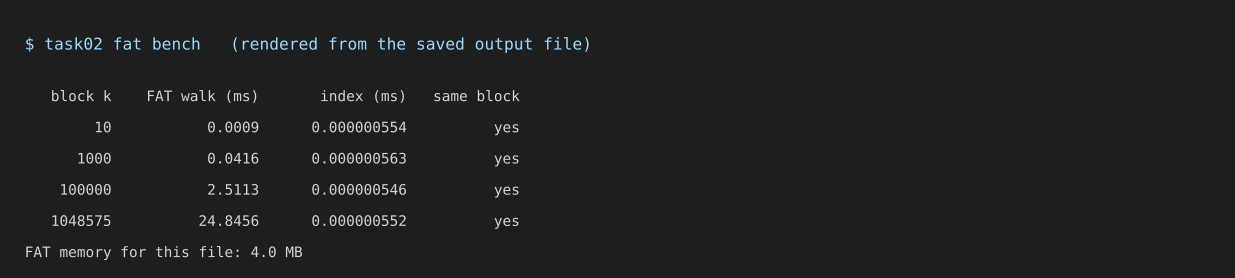 $ task02 fat bench   (rendered from the saved output file)
block k    FAT walk (ms)       index (ms)   same block
10           0.0009      0.000000554          yes
1000           0.0416      0.000000563          yes
100000           2.5113      0.000000546          yes
1048575          24.8456      0.000000552          yes
FAT memory for this file: 4.0 MB